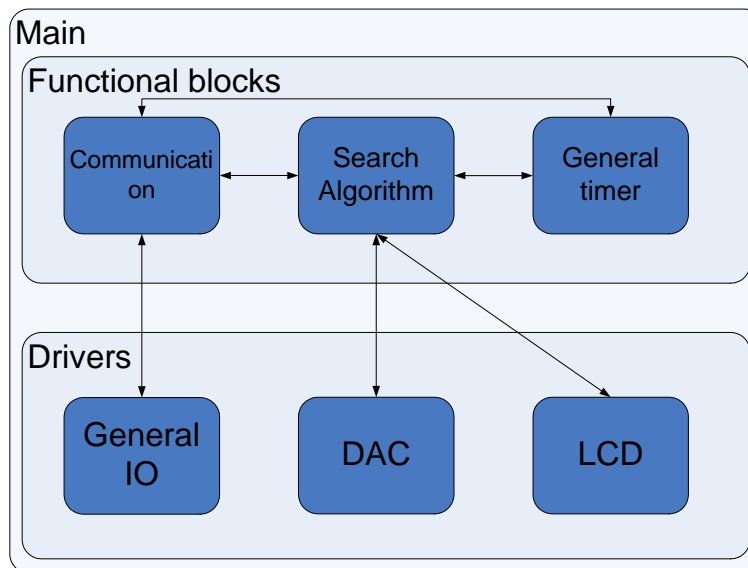 Main
Functional blocks
Communicati
on
Search
Algorithm
General
timer
Drivers
General
IO
DAC
LCD